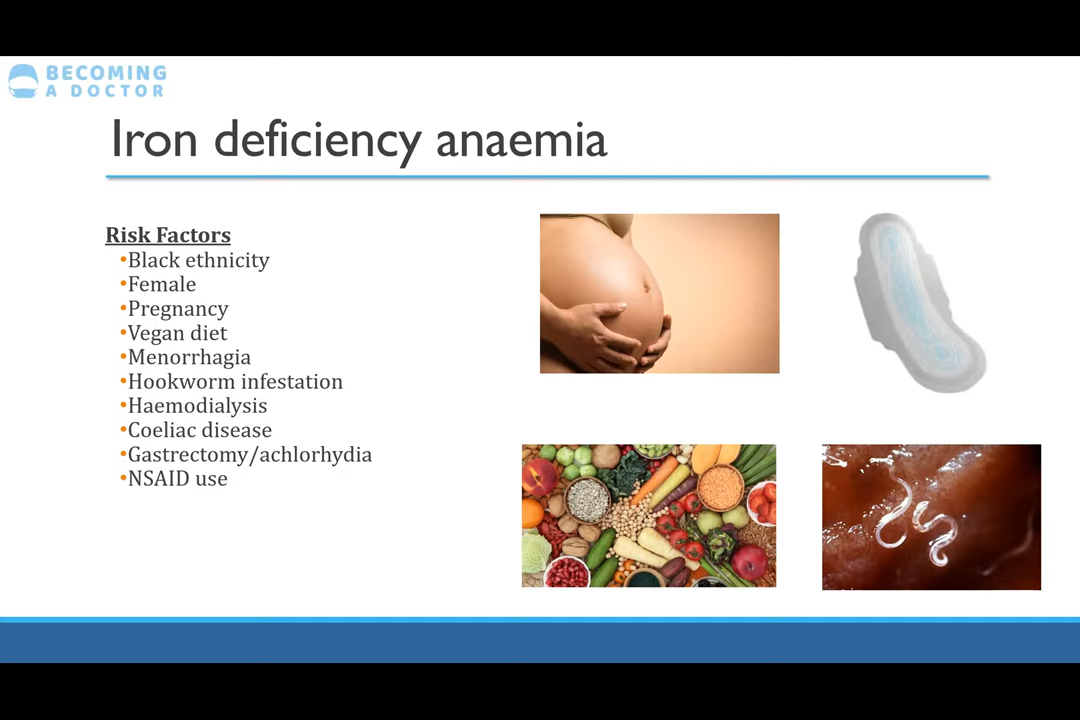 BECOMING
A DOCTOR
Iron deficiency anaemia
Risk Factors
•Black ethnicity
•Female
•Pregnancy
•Vegan diet
•Menorrhagia
•Hookworm infestation
•Haemodialysis
•Coeliac disease
•Gastrectomy/achlorhydia
•NSAID use